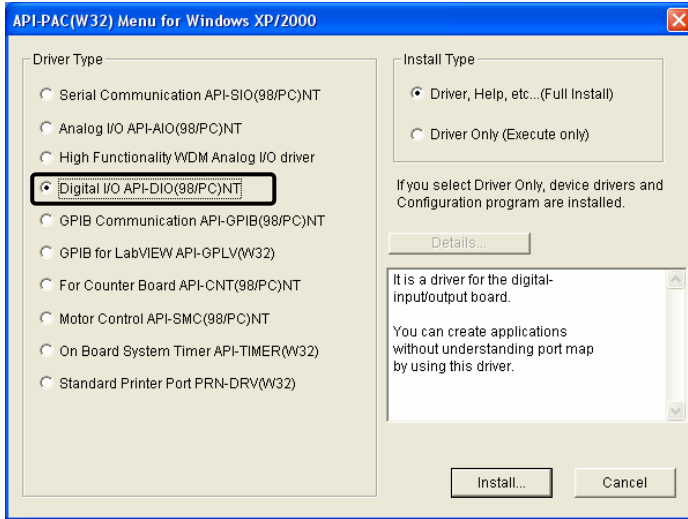 API-PAC(W32) Menu for Windows XP/2000
Driver Type
Serial Communication API-SIO(98/PC)NT
Analog I/O API-AIO(98/PC)NT
High Functionality WDM Analog I/O driver
Digital I/O API-DIO(98/PC)NT
GPIB Communication API-GPIB(98/PC)NT
GPIB for LabVIEW API-GPLV(W32)
For Counter Board API-CNT(98/PC)NT
Motor Control API-SMC(98/PC)NT
On Board System Timer API-TIMER(W32)
Standard Printer Port PRN-DRV(W32)
Install Type
Driver, Help, etc...(Full Install)
Driver Only (Execute only)
If you select Driver Only, device drivers and
Configuration program are installed.
Details...
It is a driver for the digital-
input/output board.
You can create applications
without understanding port map
by using this driver.
Install...
Cancel